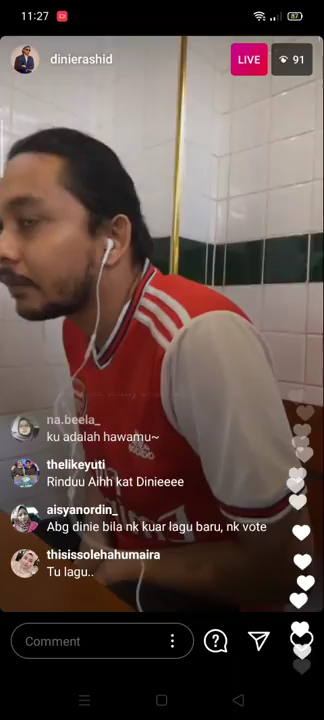 11:27
87
dinierashid
LIVE
91
na.beela_
ku adalah hawamu~
thelikeyuti
Rinduu Aihh kat Dinieeee
aisyanordin_
Abg dinie bila nk kuar lagu baru, nk vote
thisissolehahumaira
Tu lagu..
Comment